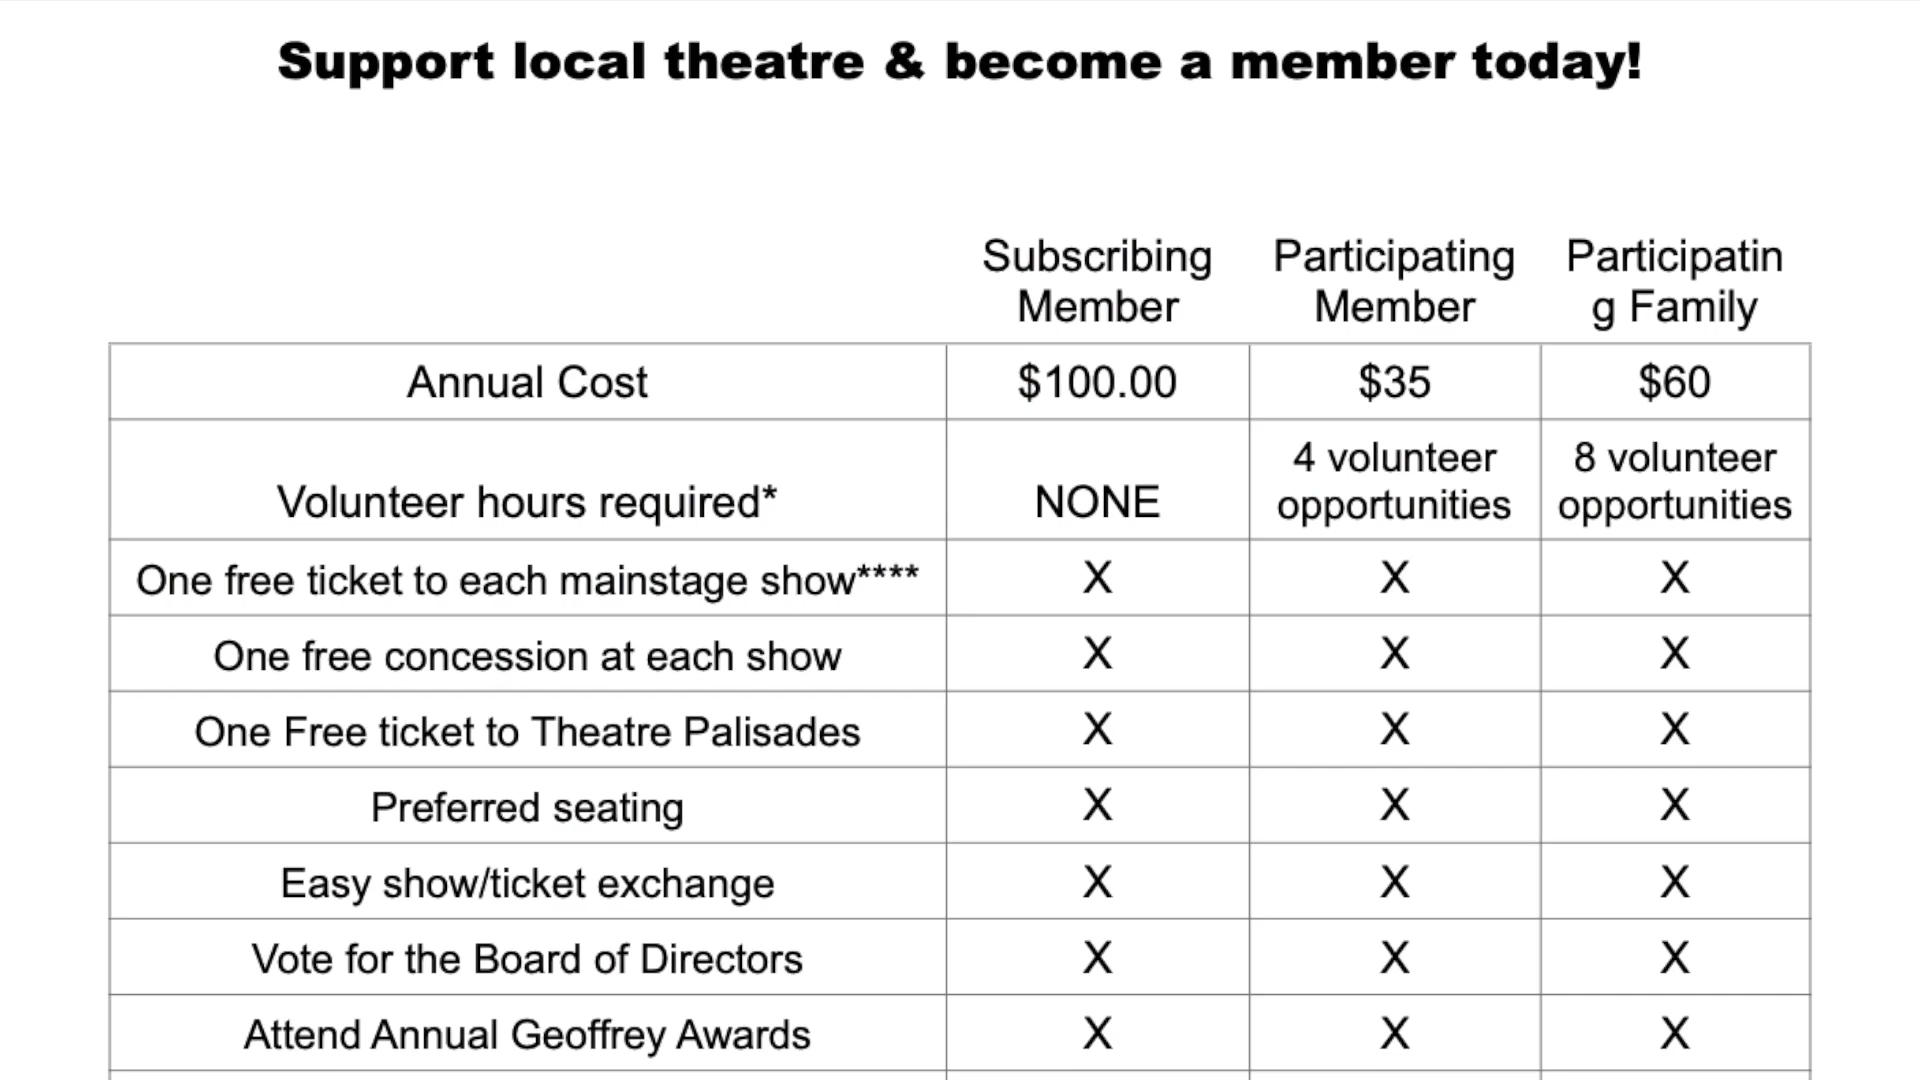 Support local theatre & become a member today!
Subscribing Member Participating Member Participatin g Family
Annual Cost $100.00 $35 $60
Volunteer hours required* NONE 4 volunteer opportunities 8 volunteer opportunities
One free ticket to each mainstage show**** X X X
One free concession at each show X X X
One Free ticket to Theatre Palisades X X X
Preferred seating X X X
Easy show/ticket exchange X X X
Vote for the Board of Directors X X X
Attend Annual Geoffrey Awards X X X